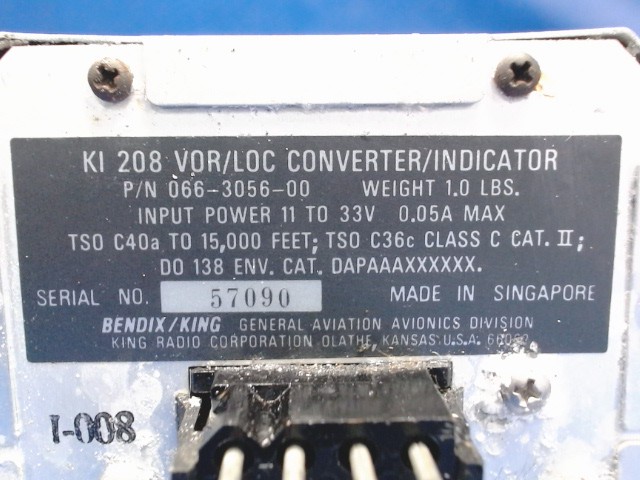 KI 208 VOR/LOC CONVERTER/INDICATOR
P/N 066-3056-00 WEIGHT 1.0 LBS.
INPUT POWER 11 TO 33V 0.05A MAX
TSO C40a TO 15,000 FEET; TSO C36c CLASS C CAT. II;
DO 138 ENV. CAT. DAPAAAXXXXXX.
SERIAL NO. 57090 MADE IN SINGAPORE
BENDIX/KING GENERAL AVIATION AVIONICS DIVISION
KING RADIO CORPORATION OLATHE, KANSAS U.S.A.
I-008